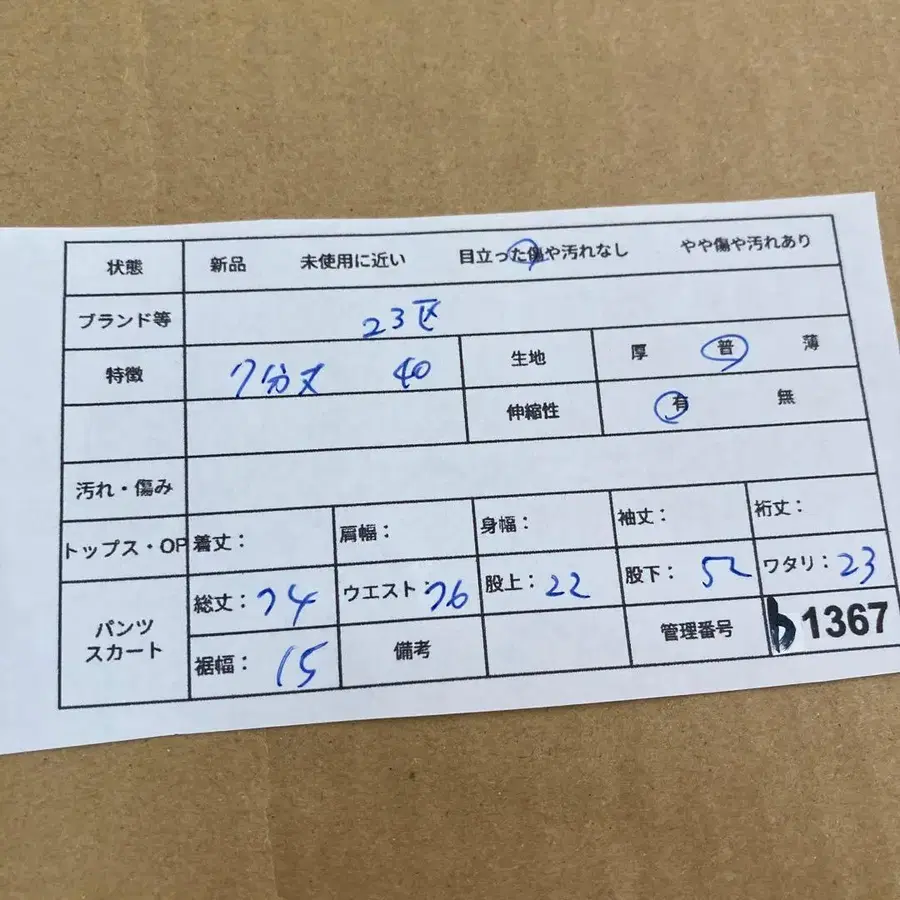 状態 新品 未使用に近い 目立った傷や汚れなし やや傷や汚れあり
ブランド等 23区
特徴 7分丈 40 生地 厚 普 薄
伸縮性 有 無
汚れ・傷み
トップス・OP 着丈： 肩幅： 身幅： 袖丈： 裄丈：
パンツ スカート 総丈：74 ウエスト：76 股上：22 股下：52 ワタリ：23
裾幅：15 備考 管理番号 b1367